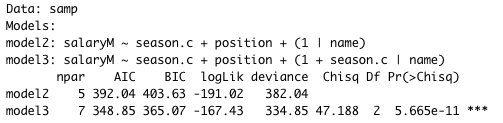 Data: samp
Models:
model2: salaryM ~ season.c + position + (1 | name)
model3: salaryM ~ season.c + position + (1 + season.c | name)
npar AIC BIC logLik deviance Chisq Df Pr(>Chisq)
model2 5 392.04 403.63 -191.02 382.04
model3 7 348.85 365.07 -167.43 334.85 47.188 2 5.665e-11 ***